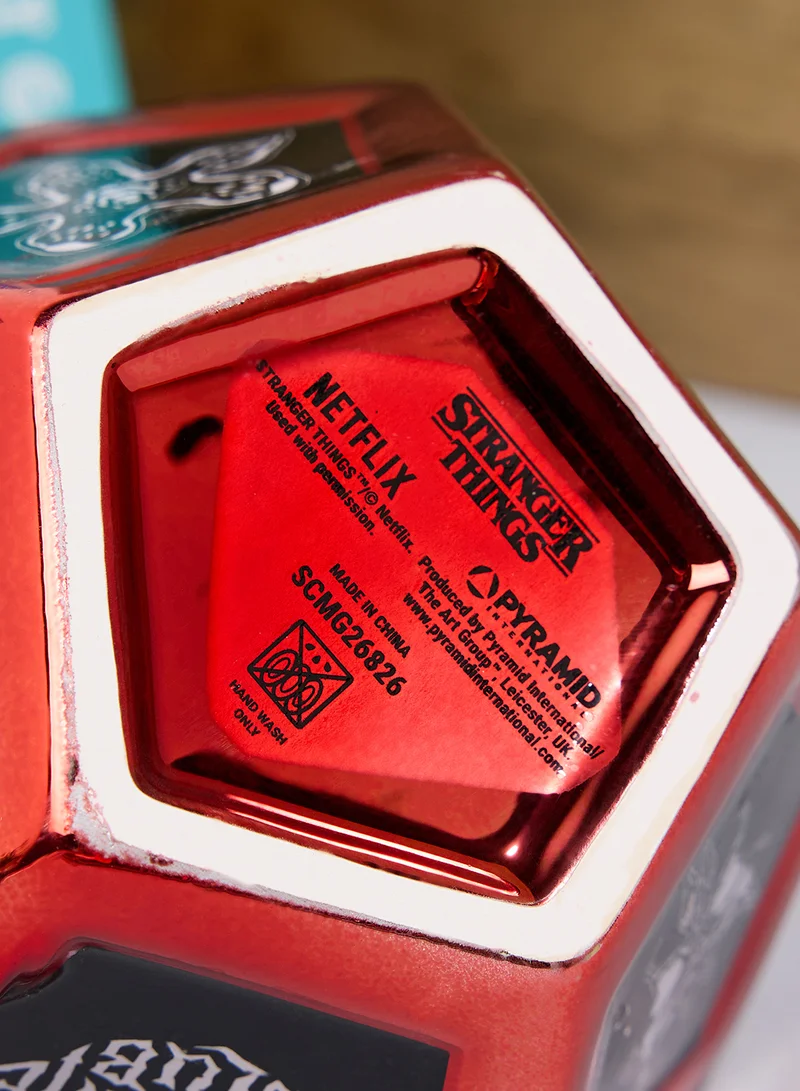 NETFLIX
STRANGER THINGS™/© Netflix.
Used with permission.
STRANGER
THINGS
MADE IN CHINA
SCMG26826
HAND WASH
ONLY
PYRAMID
INTERNATIONAL
Produced by Pyramid International/
The Art Group™, Leicester, UK.
www.pyramidinternational.com